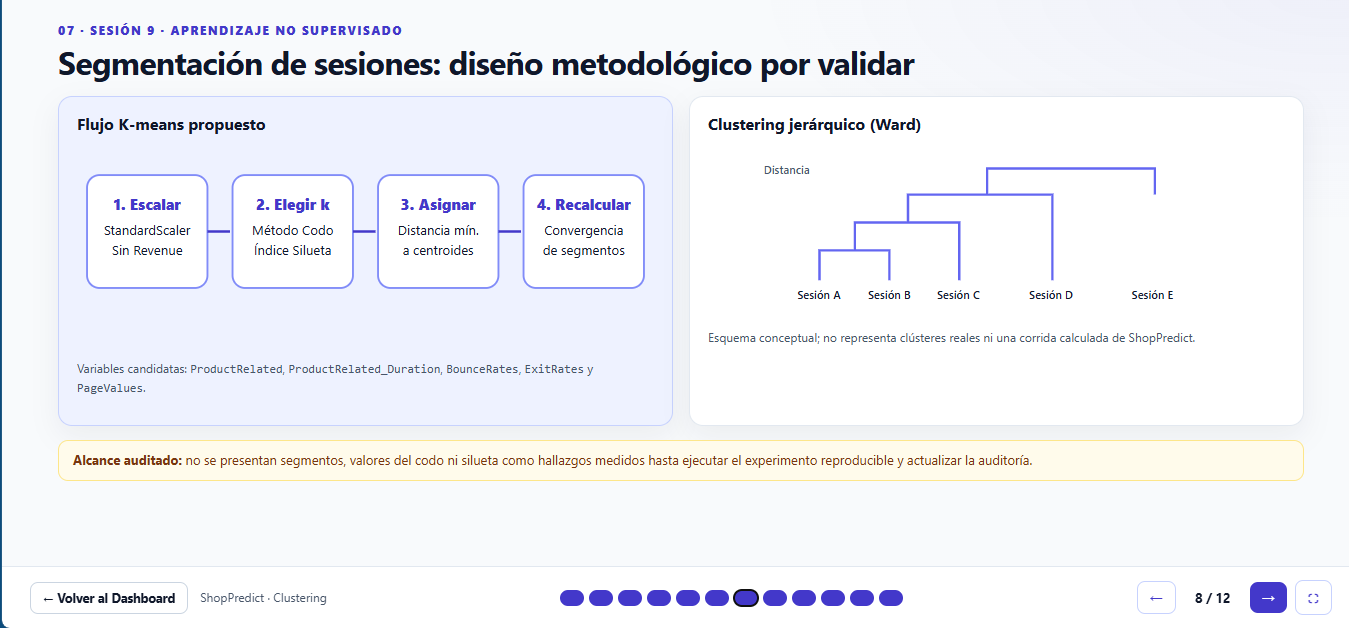 07 · SESIÓN 9 · APRENDIZAJE NO SUPERVISADO
Segmentación de sesiones: diseño metodológico por validar
Flujo K-means propuesto
1. Escalar
StandardScaler
Sin Revenue
2. Elegir k
Método Codo
Índice Silueta
3. Asignar
Distancia mín.
a centroides
4. Recalcular
Convergencia
de segmentos
Variables candidatas: ProductRelated, ProductRelated_Duration, BounceRates, ExitRates y
PageValues.
Clustering jerárquico (Ward)
Distancia
Sesión A
Sesión B
Sesión C
Sesión D
Sesión E
Esquema conceptual; no representa clústeres reales ni una corrida calculada de ShopPredict.
Alcance auditado: no se presentan segmentos, valores del codo ni silueta como hallazgos medidos hasta ejecutar el experimento reproducible y actualizar la auditoría.
← Volver al Dashboard
ShopPredict · Clustering
←
8 / 12
→